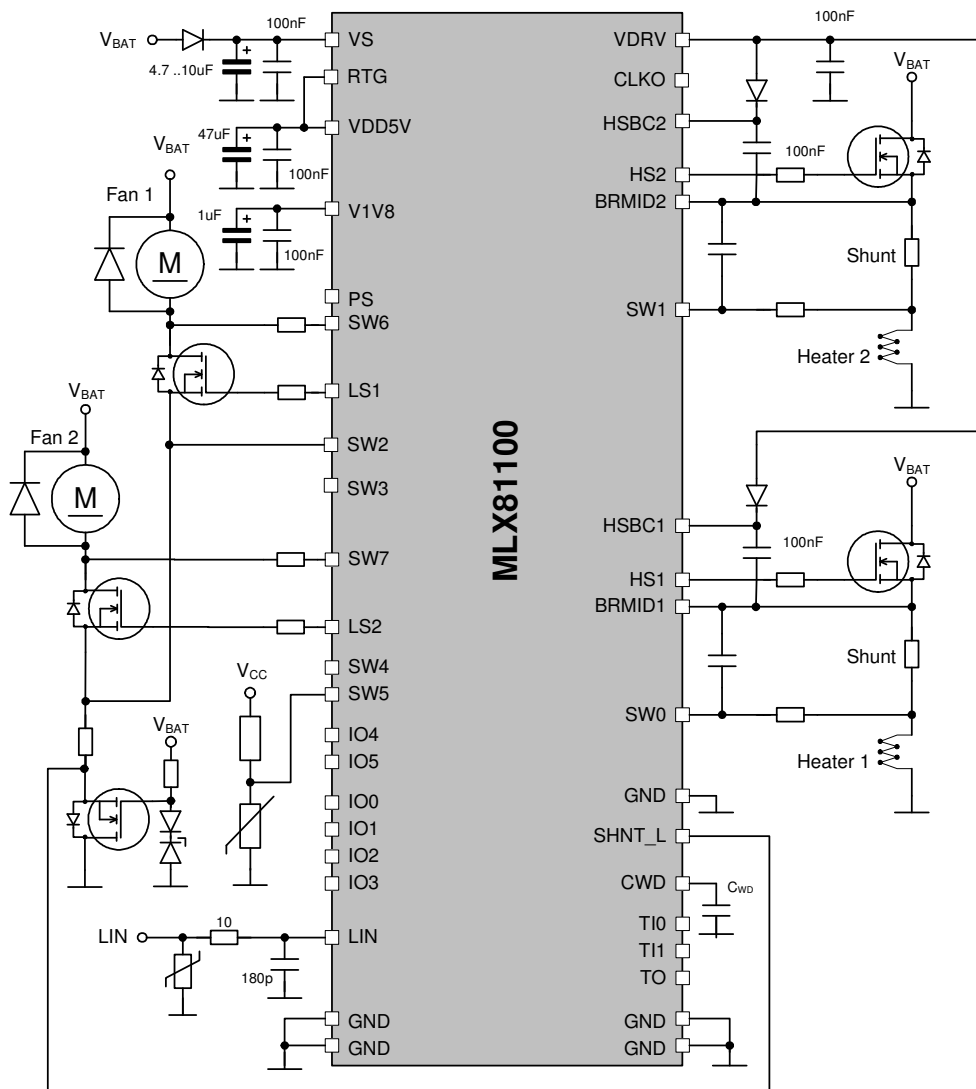 100nF
V_BAT
4.7 ..10uF
VS
RTG
47uF
VDD5V
100nF
V_BAT
Fan 1
1uF
V1V8
100nF
M
PS
SW6
LS1
V_BAT
Fan 2
SW2
SW3
M
SW7
LS2
V_CC
SW4
SW5
V_BAT
IO4
IO5
IO0
IO1
IO2
IO3
LIN
10
LIN
180p
GND
GND
MLX81100
VDRV
100nF
CLKO
V_BAT
HSBC2
100nF
HS2
BRMID2
Shunt
SW1
Heater 2
V_BAT
HSBC1
100nF
HS1
BRMID1
Shunt
SW0
Heater 1
GND
SHNT_L
CWD
C_WD
TI0
TI1
TO
GND
GND